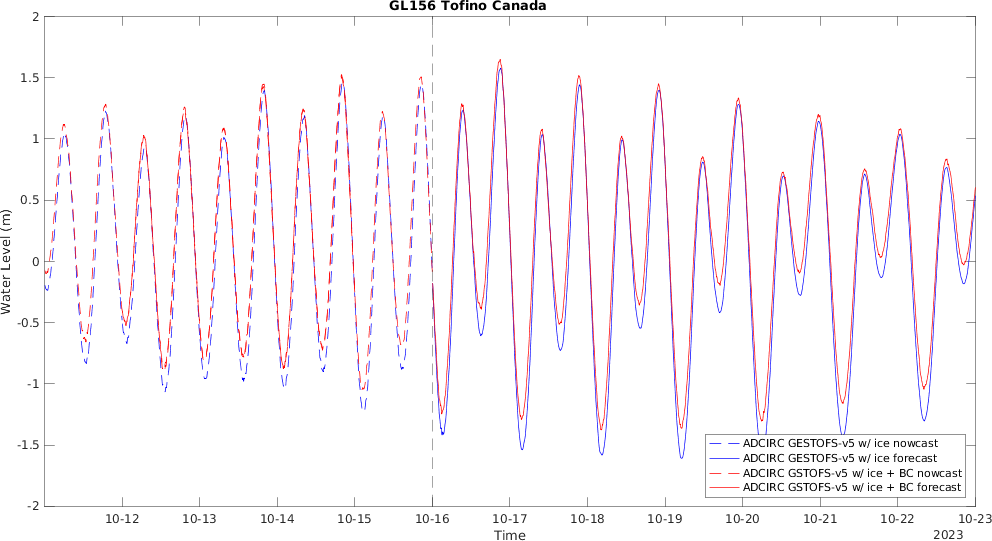 GL156 Tofino Canada
2
1.5
1
0.5
0
-0.5
-1
-1.5
-2
Water Level (m)
10-12 10-13 10-14 10-15 10-16 10-17 10-18 10-19 10-20 10-21 10-22 10-23
Time
2023
ADCIRC GESTOFS-v5 w/ ice nowcast
ADCIRC GESTOFS-v5 w/ ice forecast
ADCIRC GSTOFS-v5 w/ ice + BC nowcast
ADCIRC GSTOFS-v5 w/ ice + BC forecast